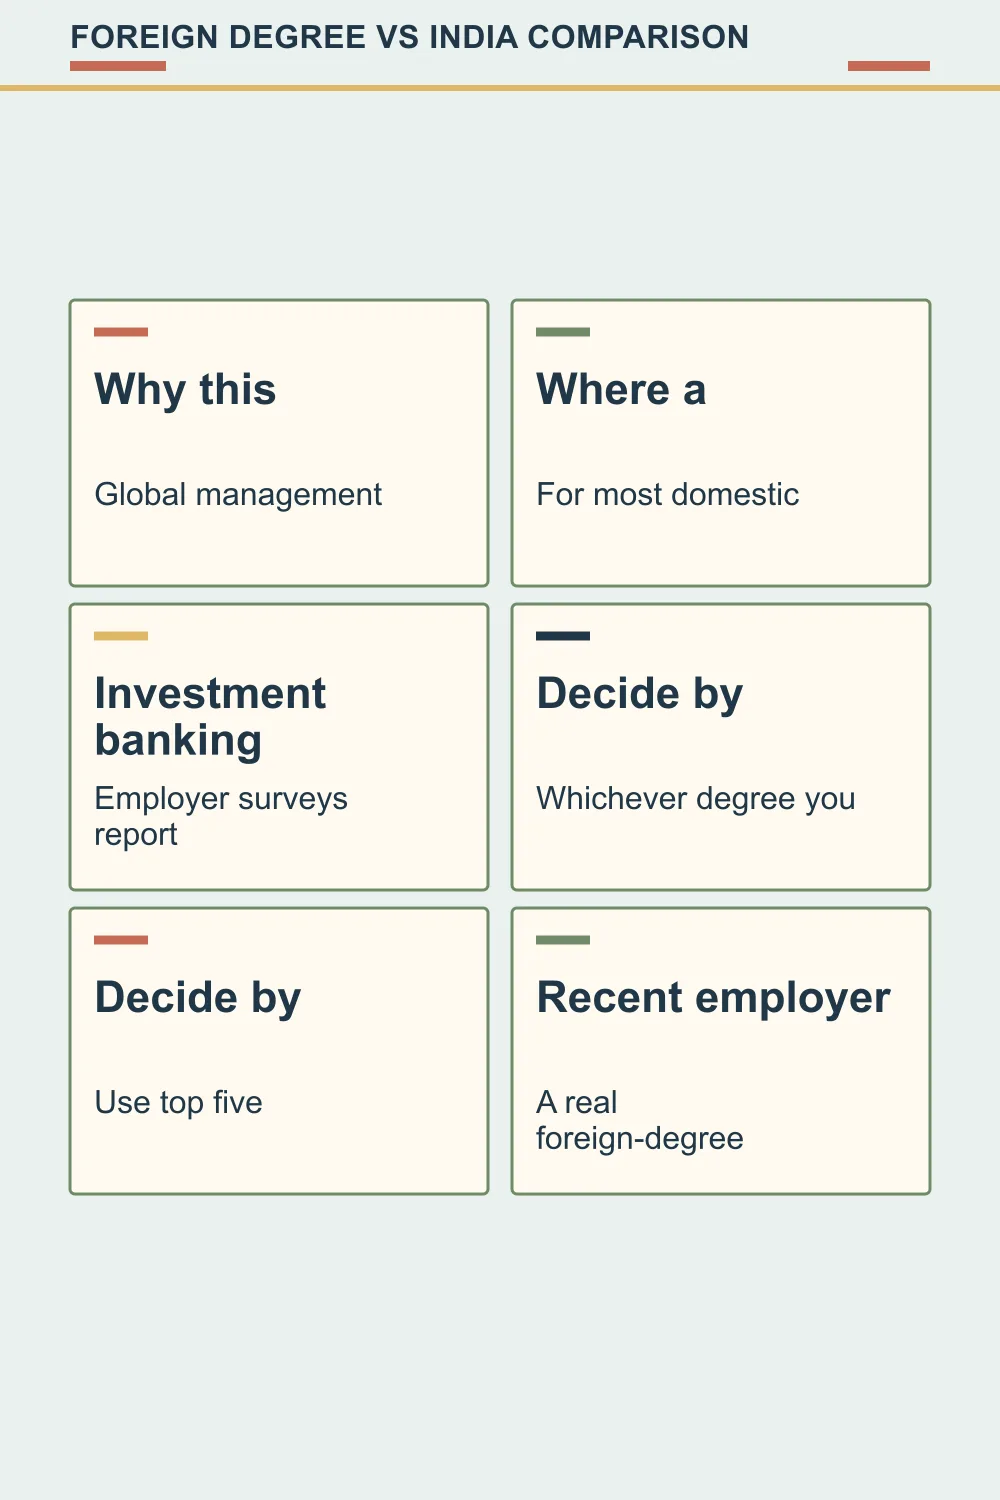 FOREIGN DEGREE VS INDIA COMPARISON
Why this
Global management
Where a
For most domestic
Investment
banking
Employer surveys
report
Decide by
Whichever degree you
Decide by
Use top five
Recent employer
A real
foreign-degree